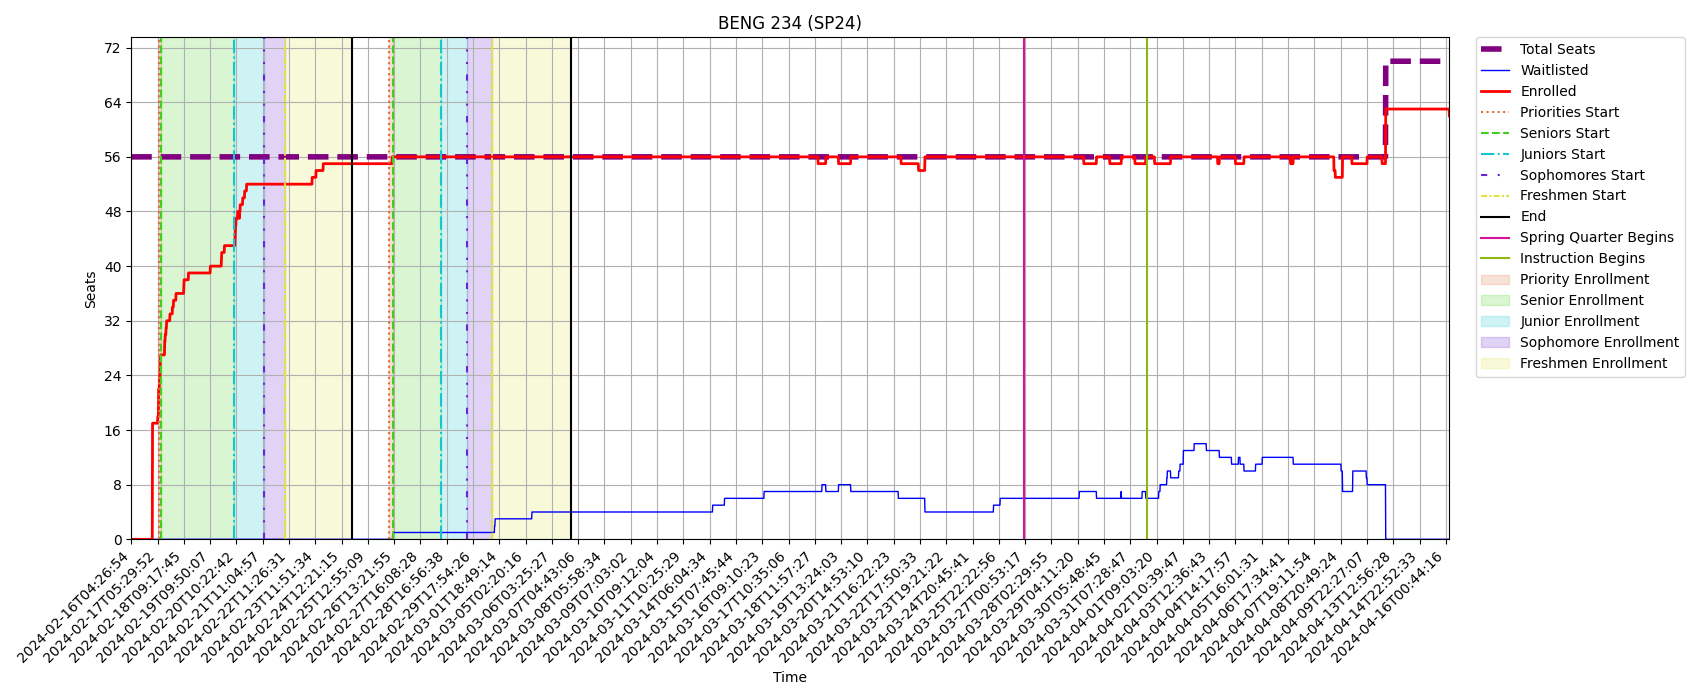 BENG 234 (SP24)
Seats
72
64
56
48
40
32
24
16
8
0
2024-02-16T04:26:54
2024-02-17T05:29:52
2024-02-18T09:17:45
2024-02-19T09:50:07
2024-02-20T10:22:42
2024-02-21T11:04:57
2024-02-22T11:26:31
2024-02-23T11:51:34
2024-02-24T12:21:15
2024-02-25T12:55:09
2024-02-26T13:21:55
2024-02-27T16:08:28
2024-02-28T16:56:38
2024-02-29T17:54:26
2024-03-01T18:49:14
2024-03-05T02:20:16
2024-03-06T03:25:27
2024-03-07T04:43:06
2024-03-08T05:58:34
2024-03-09T07:03:02
2024-03-10T09:12:04
2024-03-11T10:25:29
2024-03-14T06:04:34
2024-03-15T07:45:44
2024-03-16T09:10:23
2024-03-17T10:35:06
2024-03-18T11:57:27
2024-03-19T13:24:03
2024-03-20T14:53:10
2024-03-21T16:22:23
2024-03-22T17:50:33
2024-03-23T19:21:22
2024-03-24T20:45:41
2024-03-25T22:22:56
2024-03-27T00:53:17
2024-03-28T02:29:55
2024-03-29T04:11:20
2024-03-30T05:48:45
2024-03-31T07:28:47
2024-04-01T09:03:20
2024-04-02T10:39:47
2024-04-03T12:36:43
2024-04-04T14:17:57
2024-04-05T16:01:31
2024-04-06T17:34:41
2024-04-07T19:11:54
2024-04-08T20:49:24
2024-04-09T22:27:07
2024-04-13T12:56:28
2024-04-14T22:52:33
2024-04-16T00:44:16
Time
Total Seats
Waitlisted
Enrolled
Priorities Start
Seniors Start
Juniors Start
Sophomores Start
Freshmen Start
End
Spring Quarter Begins
Instruction Begins
Priority Enrollment
Senior Enrollment
Junior Enrollment
Sophomore Enrollment
Freshmen Enrollment